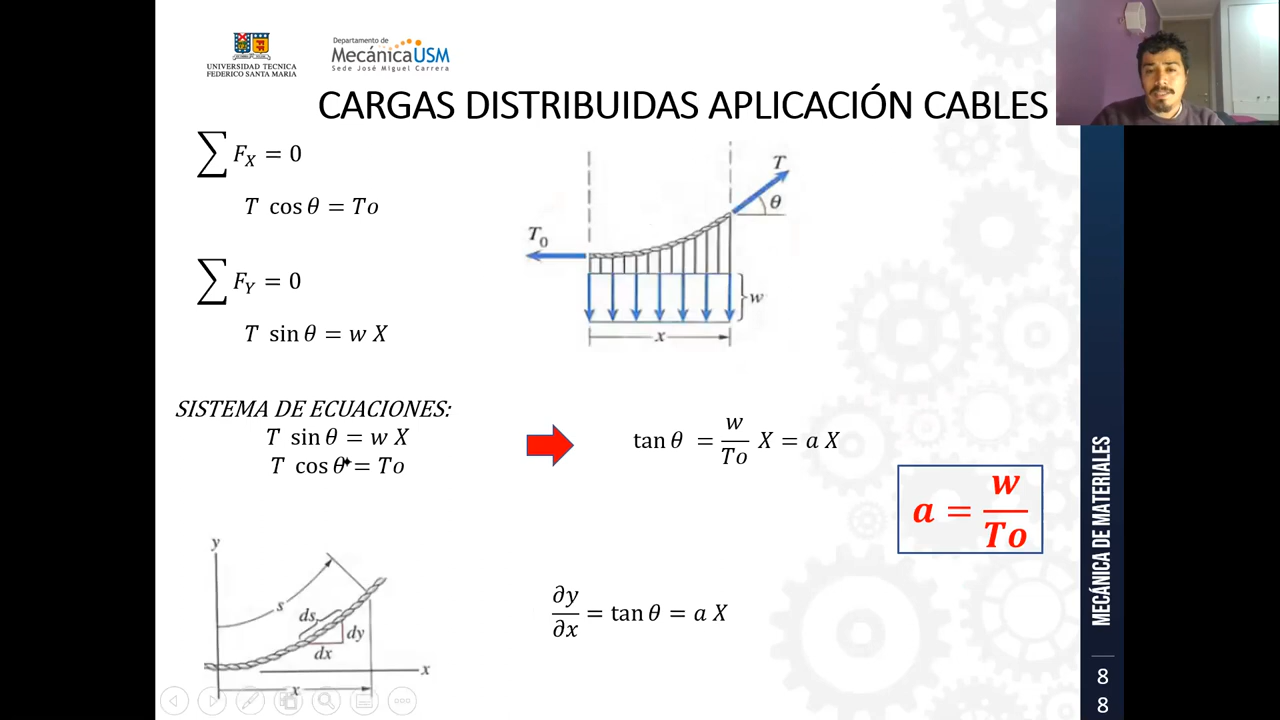 UNIVERSIDAD TECNICA
FEDERICO SANTA MARIA
Departamento de
MecánicaUSM
Sede José Miguel Carrera
CARGAS DISTRIBUIDAS APLICACIÓN CABLES
∑ F_X = 0
T cos θ = To
∑ F_Y = 0
T sin θ = w X
T
θ
T₀
w
x
SISTEMA DE ECUACIONES:
T sin θ = w X
T cos θ = To
tan θ = w/To X = a X
a = w/To
y
s
ds
dy
dx
x
x
∂y/∂x = tan θ = a X
MECÁNICA DE MATERIALES
8
8